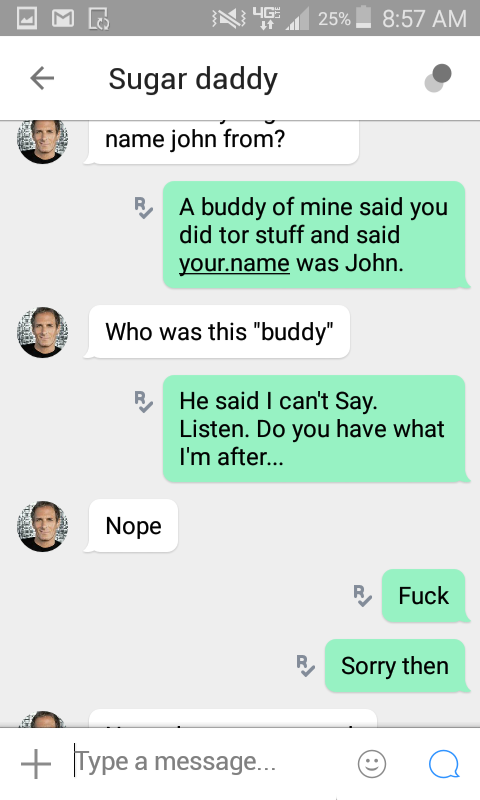 4G
25% 8:57 AM
Sugar daddy
name john from?
A buddy of mine said you
did tor stuff and said
your.name was John.
Who was this "buddy"
He said I can't Say.
Listen. Do you have what
I'm after...
Nope
R Fuck
R Sorry then
Type a message...